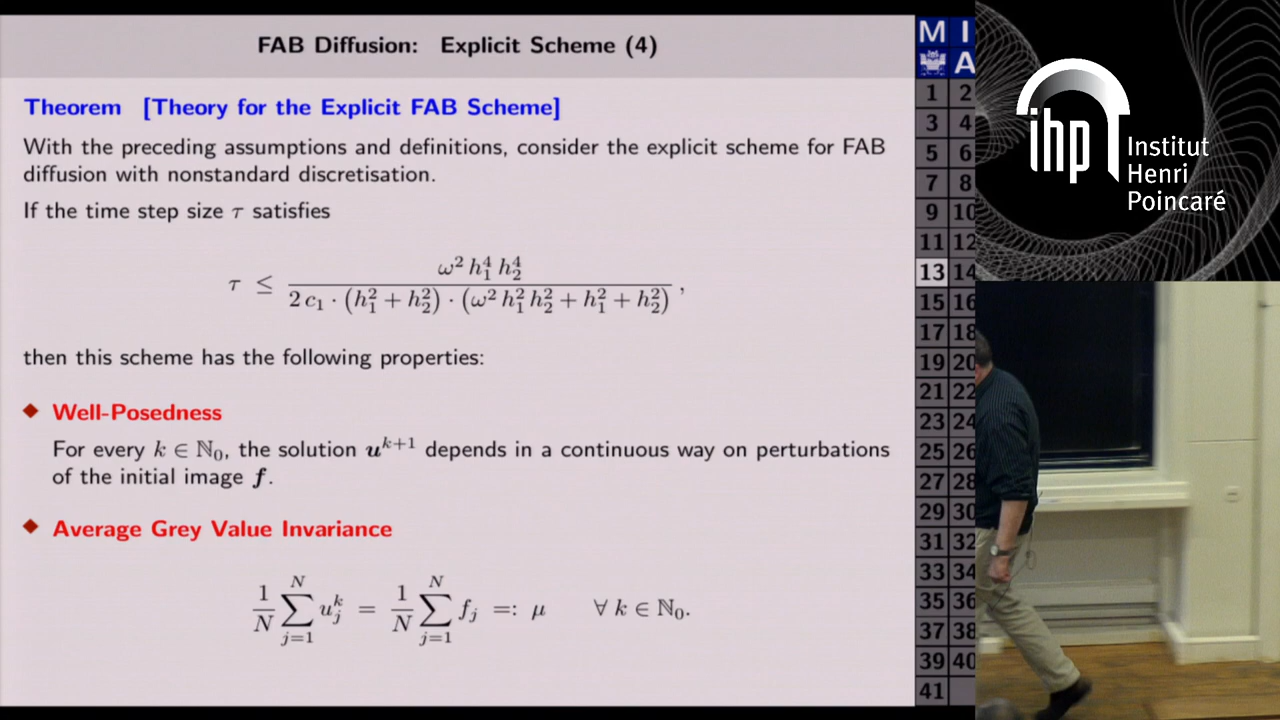 FAB Diffusion: Explicit Scheme (4)
Theorem [Theory for the Explicit FAB Scheme]
With the preceding assumptions and definitions, consider the explicit scheme for FAB
diffusion with nonstandard discretisation.
If the time step size τ satisfies
τ ≤ ω² h₁⁴ h₂⁴ / 2 c₁ · (h₁² + h₂²) · (ω² h₁² h₂² + h₁² + h₂²) ,
then this scheme has the following properties:
◆ Well-Posedness
For every k ∈ ℕ₀, the solution u^{k+1} depends in a continuous way on perturbations
of the initial image f.
◆ Average Grey Value Invariance
1/N ∑_{j=1}^{N} u_j^k = 1/N ∑_{j=1}^{N} f_j =: μ ∀ k ∈ ℕ₀.
M I
A
1 2
3 4
5 6
7 8
9 10
11 12
13 14
15 16
17 18
19 20
21 22
23 24
25 26
27 28
29 30
31 32
33 34
35 36
37 38
39 40
41
ihp
Institut
Henri
Poincaré